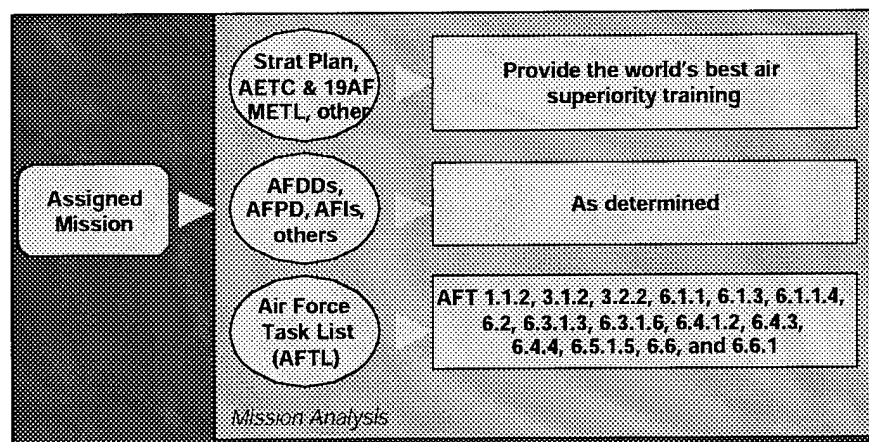 Assigned
Mission
Strat Plan,
AETC & 19AF
METL, other
Provide the world's best air
superiority training
AFDDs,
AFPD, AFIs,
others
As determined
Air Force
Task List
(AFTL)
AFT 1.1.2, 3.1.2, 3.2.2, 6.1.1, 6.1.3, 6.1.1.4,
6.2, 6.3.1.3, 6.3.1.6, 6.4.1.2, 6.4.3,
6.4.4, 6.5.1.5, 6.6, and 6.6.1
Mission Analysis